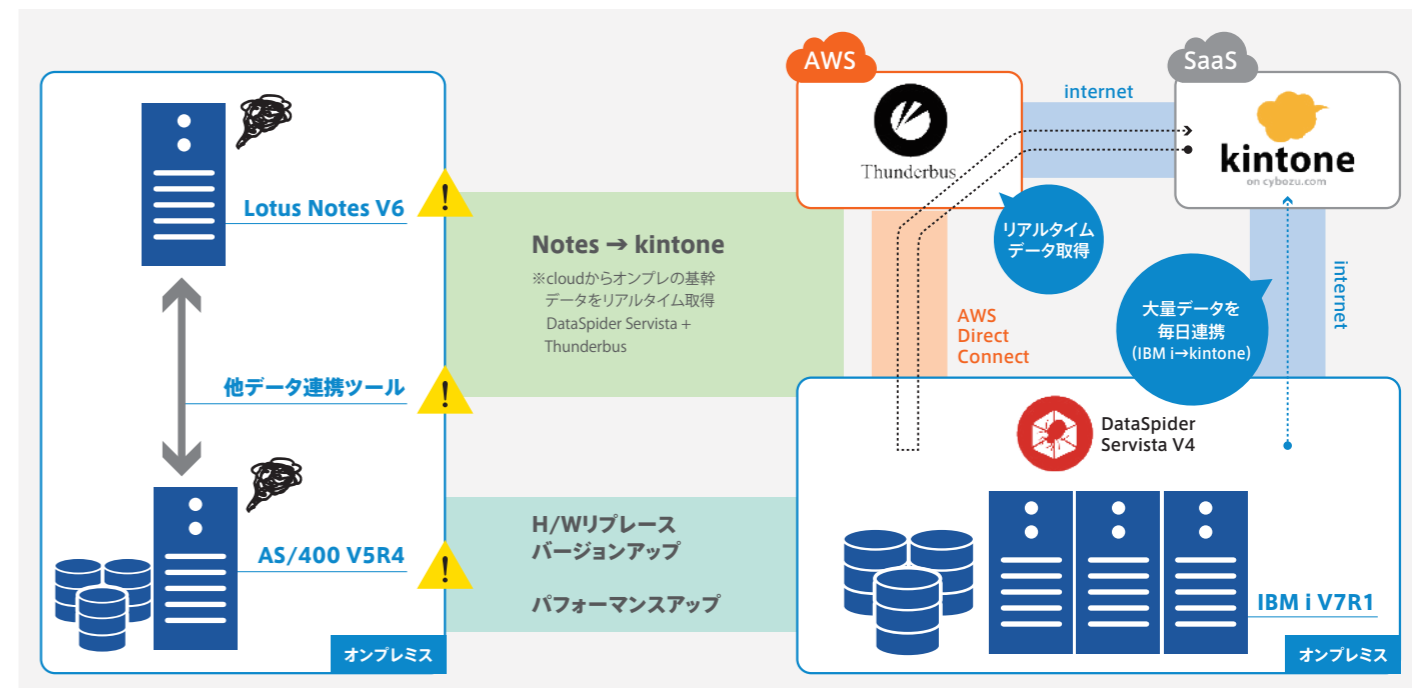 Lotus Notes V6
他データ連携ツール
AS/400 V5R4
オンプレミス
!
!
!
Notes → kintone
※cloudからオンプレの基幹
データをリアルタイム取得
DataSpider Servista +
Thunderbus
H/Wリプレース
バージョンアップ
パフォーマンスアップ
AWS
Thunderbus
internet
SaaS
kintone
on cybozu.com
リアルタイム
データ取得
AWS
Direct
Connect
大量データを
毎日連携
(IBM i→kintone)
internet
DataSpider
Servista V4
IBM i V7R1
オンプレミス